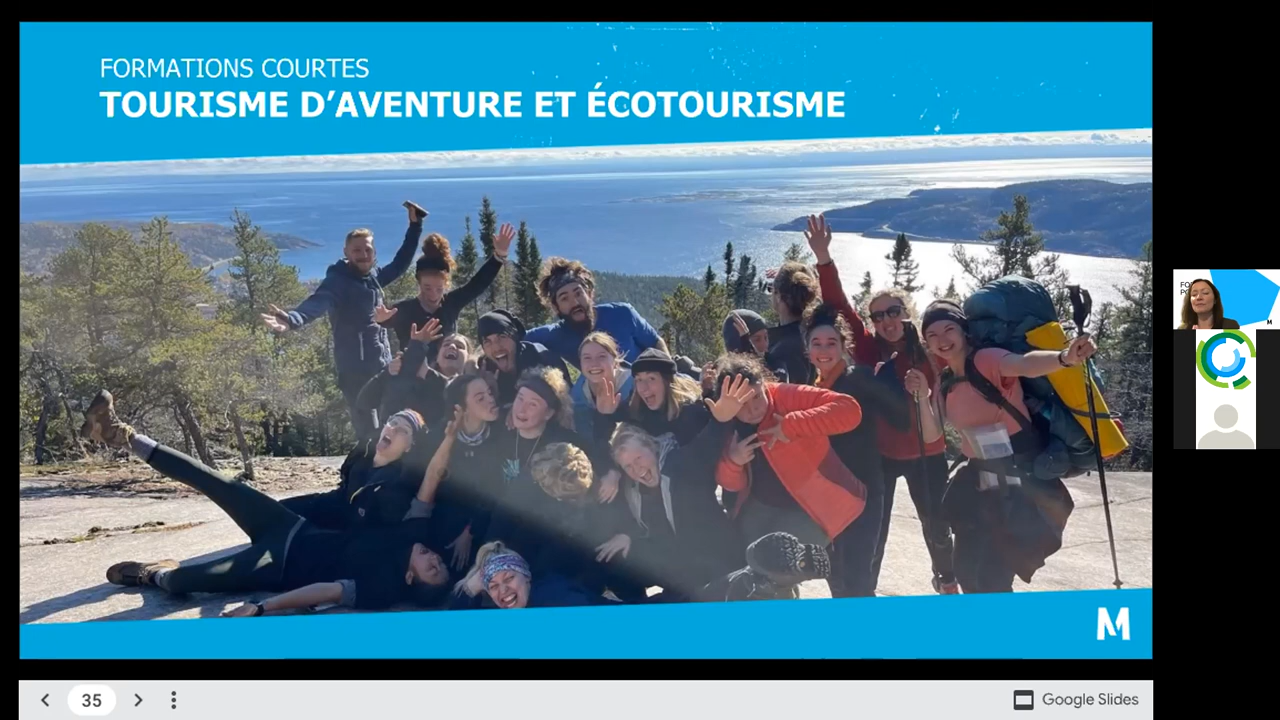 FORMATIONS COURTES
TOURISME D'AVENTURE ET ÉCOTOURISME
M
35
Google Slides